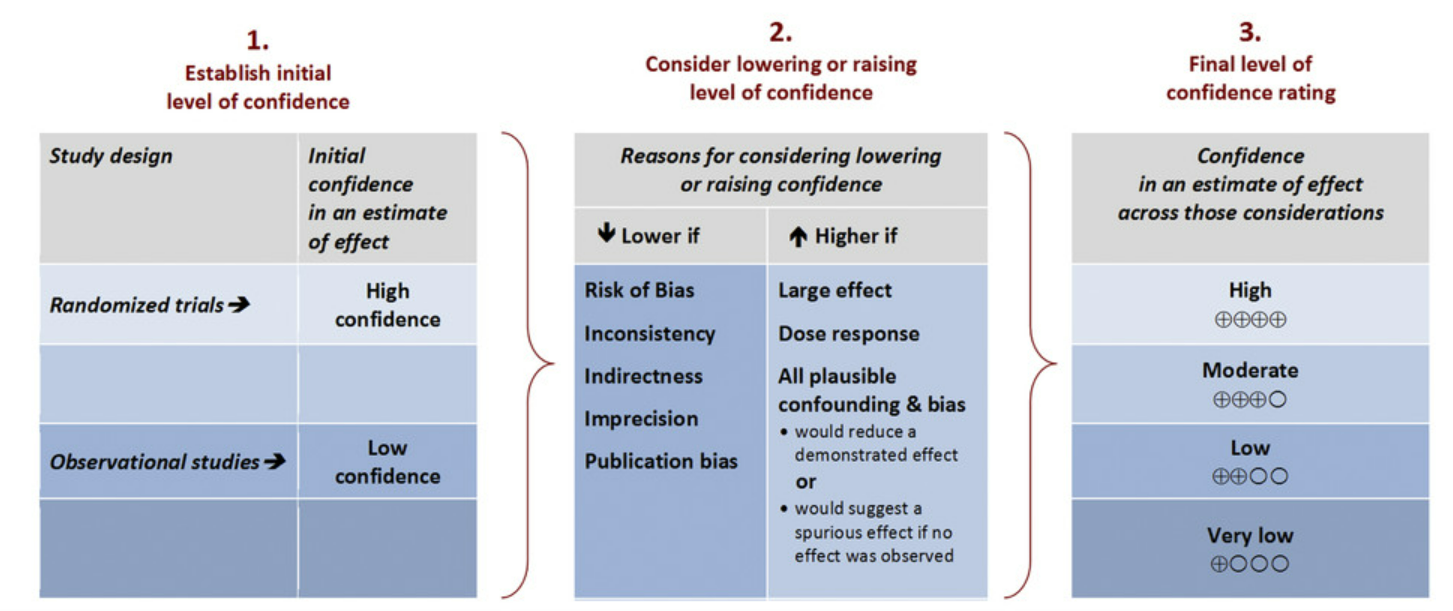 1.
Establish initial
level of confidence
Study design
Initial
confidence
in an estimate
of effect
Randomized trials ➔
High
confidence
Observational studies ➔
Low
confidence
2.
Consider lowering or raising
level of confidence
Reasons for considering lowering
or raising confidence
🡇 Lower if
🡅 Higher if
Risk of Bias
Inconsistency
Indirectness
Imprecision
Publication bias
Large effect
Dose response
All plausible
confounding & bias
• would reduce a
demonstrated effect
or
• would suggest a
spurious effect if no
effect was observed
3.
Final level of
confidence rating
Confidence
in an estimate of effect
across those considerations
High
⊕⊕⊕⊕
Moderate
⊕⊕⊕○
Low
⊕⊕○○
Very low
⊕○○○